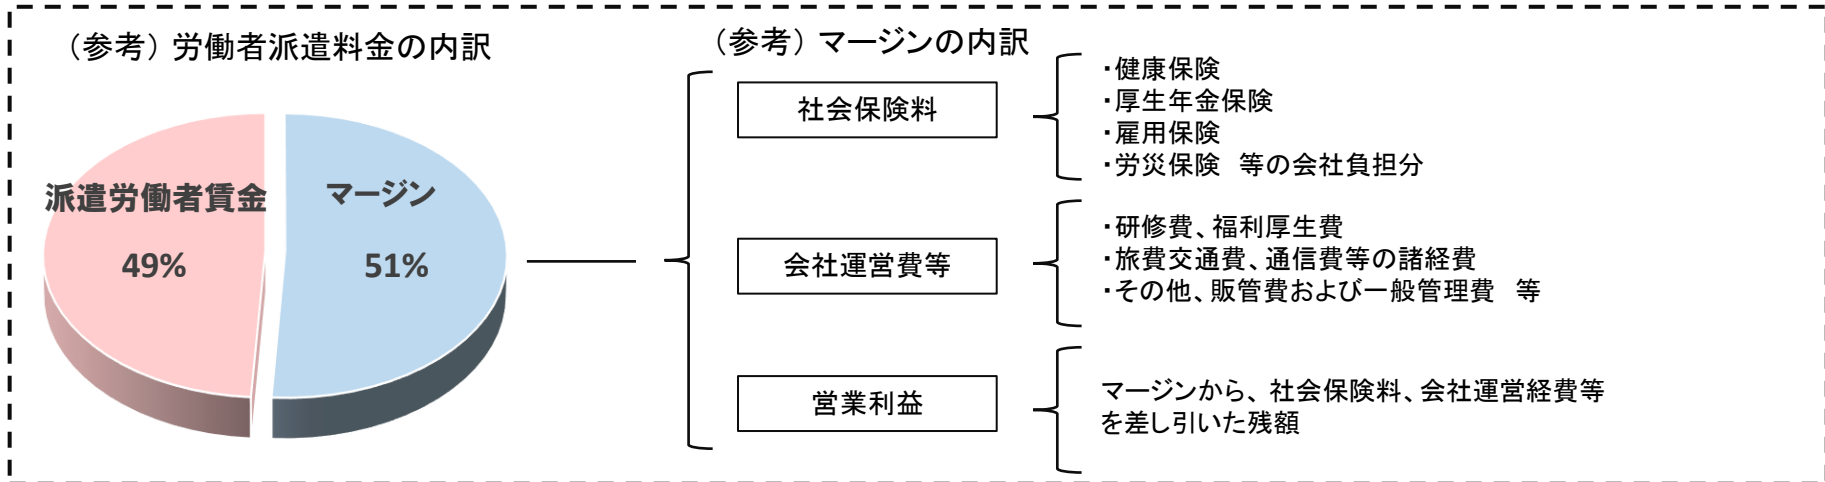 （参考）労働者派遣料金の内訳
派遣労働者賃金
49%
マージン
51%
（参考）マージンの内訳
社会保険料
・健康保険
・厚生年金保険
・雇用保険
・労災保険　等の会社負担分
会社運営費等
・研修費、福利厚生費
・旅費交通費、通信費等の諸経費
・その他、販管費および一般管理費　等
営業利益
マージンから、社会保険料、会社運営経費等
を差し引いた残額